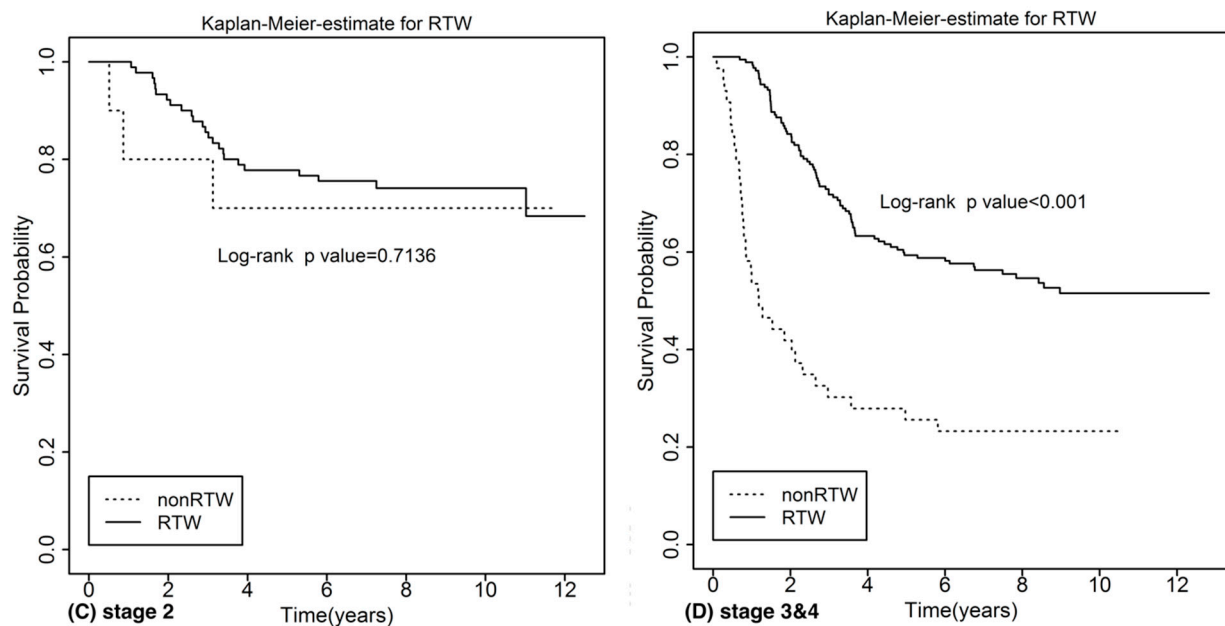 Kaplan-Meier-estimate for RTW
Survival Probability
1.0
0.8
0.6
0.4
0.2
0.0
Log-rank p value=0.7136
nonRTW
RTW
0 2 4 6 8 10 12
(C) stage 2
Time(years)
Kaplan-Meier-estimate for RTW
Survival Probability
1.0
0.8
0.6
0.4
0.2
0.0
Log-rank p value<0.001
nonRTW
RTW
0 2 4 6 8 10 12
(D) stage 3&4
Time(years)